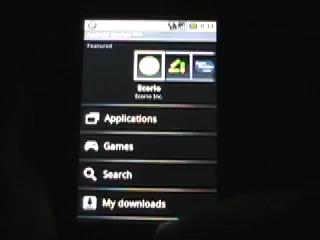 Featured
Ecorio
Ecorio Inc.
Applications
Games
Search
My downloads